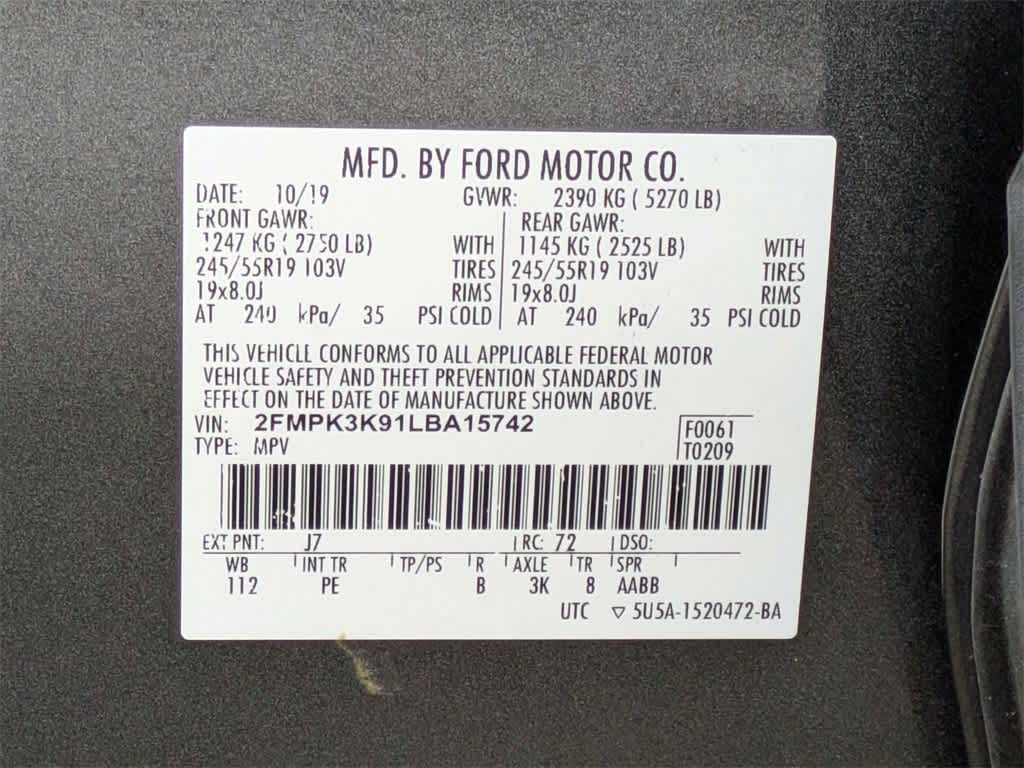 MFD. BY FORD MOTOR CO.
DATE: 10/19 GVWR: 2390 KG ( 5270 LB)
FRONT GAWR: REAR GAWR:
1247 KG ( 2750 LB) WITH 1145 KG ( 2525 LB) WITH
245/55R19 103V TIRES 245/55R19 103V TIRES
19x8.0J RIMS 19x8.0J RIMS
AT 240 kPa/ 35 PSI COLD AT 240 kPa/ 35 PSI COLD
THIS VEHICLE CONFORMS TO ALL APPLICABLE FEDERAL MOTOR
VEHICLE SAFETY AND THEFT PREVENTION STANDARDS IN
EFFECT ON THE DATE OF MANUFACTURE SHOWN ABOVE.
VIN: 2FMPK3K91LBA15742 F0061
TYPE: MPV T0209
EXT PNT: J7 RC: 72 DSO:
WB INT TR TP/PS R AXLE TR SPR
112 PE B 3K 8 AABB
UTC ▽ 5U5A-1520472-BA